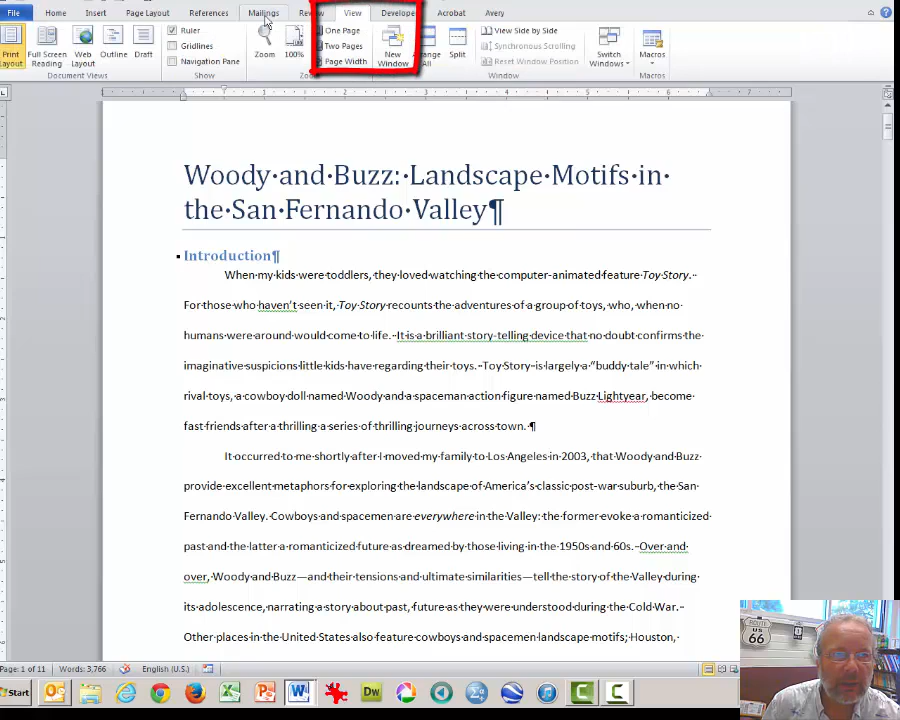 File Insert Page Layout References Mailings View Developer Acrobat Avery
Print Layout
Full Screen Reading
Web Layout
Outline
Draft
Document Views
Ruler
Gridlines
Navigation Pane
Show
Zoom
100%
One Page
Two Pages
Page Width
New Window
Split
View Side by Side
Synchronous Scrolling
Reset Window Position
Window
Switch Windows
Macros
Macros
1 2 3 4 5 6 7
Woody·and·Buzz:·Landscape·Motifs·in·
the·San·Fernando·Valley¶
Introduction¶
When·my·kids·were·toddlers,·they·loved·watching·the·computer-animated·feature·Toy·Story.··
For·those·who·haven't·seen·it,·Toy·Story·recounts·the·adventures·of·a·group·of·toys,·who,·when·no·
humans·were·around·would·come·to·life.··It·is·a·brilliant·story-telling·device·that·no·doubt·confirms·the·
imaginative·suspicions·little·kids·have·regarding·their·toys.··Toy·Story·is·largely·a·“buddy·tale”·in·which·
rival·toys,·a·cowboy·doll·named·Woody·and·a·spaceman·action·figure·named·Buzz·Lightyear,·become·
fast·friends·after·a·thrilling·a·series·of·thrilling·journeys·across·town.·¶
It·occurred·to·me·shortly·after·I·moved·my·family·to·Los·Angeles·in·2003,·that·Woody·and·Buzz·
provide·excellent·metaphors·for·exploring·the·landscape·of·America's·classic·post-war·suburb,·the·San·
Fernando·Valley.·Cowboys·and·spacemen·are·everywhere·in·the·Valley:·the·former·evoke·a·romanticized·
past·and·the·latter·a·romanticized·future·as·dreamed·by·those·living·in·the·1950s·and·60s.··Over·and·
over,·Woody·and·Buzz—and·their·tensions·and·ultimate·similarities—tell·the·story·of·the·Valley·during·
its·adolescence,·narrating·a·story·about·past,·future·as·they·were·understood·during·the·Cold·War.··
Other·places·in·the·United·States·also·feature·cowboys·and·spacemen·landscape·motifs;·Houston,·
ROUTE
US
66
Page: 1 of 11 Words: 3,766 English (U.S.)
Start
Dw